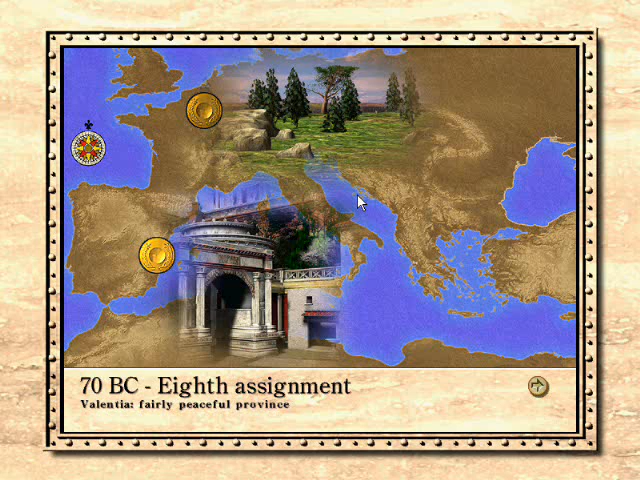 70 BC - Eighth assignment
Valentia: fairly peaceful province